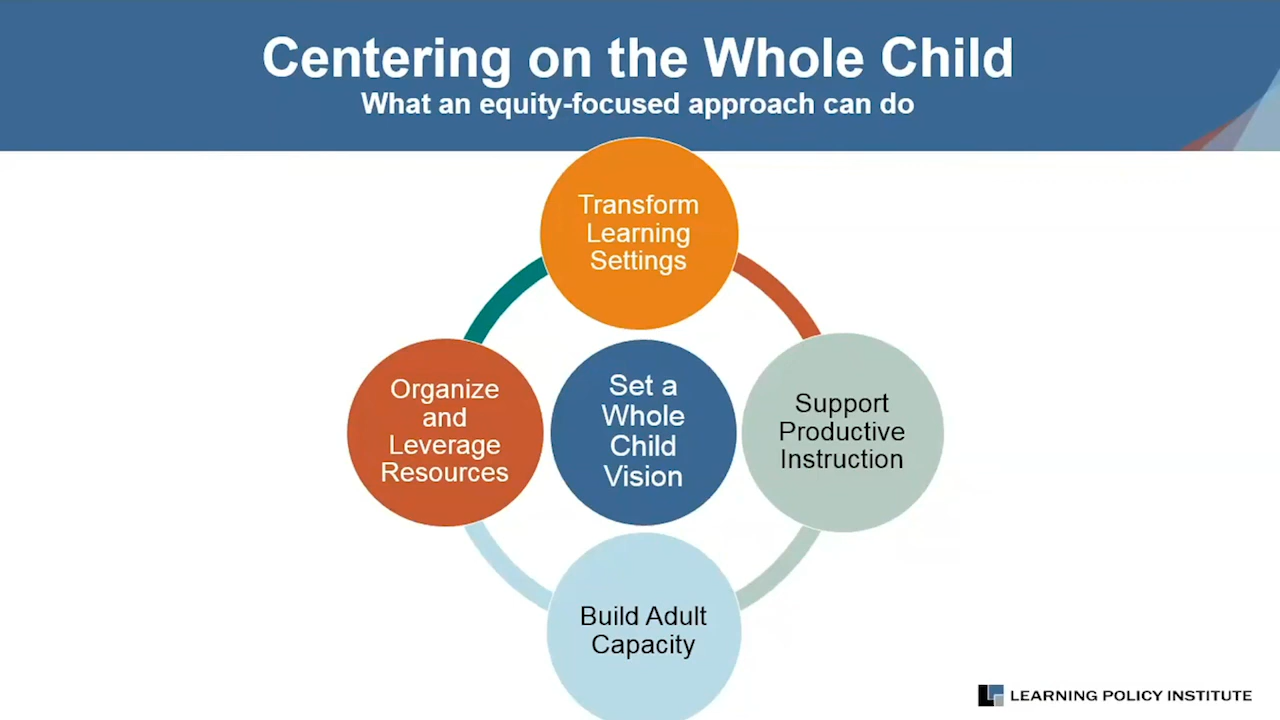 Centering on the Whole Child
What an equity-focused approach can do
Transform
Learning
Settings
Organize
and
Leverage
Resources
Set a
Whole
Child
Vision
Support
Productive
Instruction
Build Adult
Capacity
LEARNING POLICY INSTITUTE